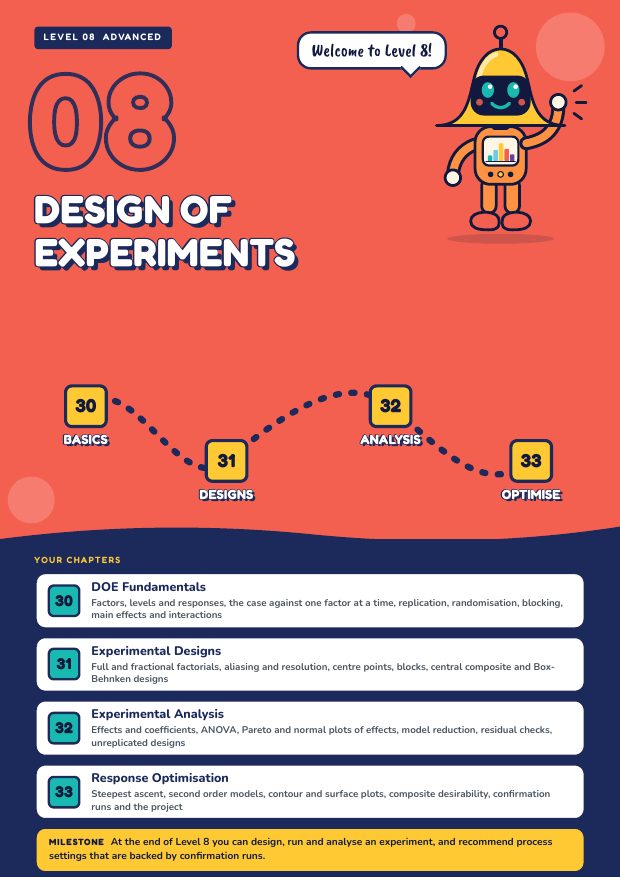 LEVEL 08 ADVANCED
Welcome to Level 8!
08
DESIGN OF
EXPERIMENTS
30
BASICS
31
DESIGNS
32
ANALYSIS
33
OPTIMISE
YOUR CHAPTERS
30
DOE Fundamentals
Factors, levels and responses, the case against one factor at a time, replication, randomisation, blocking,
main effects and interactions
31
Experimental Designs
Full and fractional factorials, aliasing and resolution, centre points, blocks, central composite and Box-
Behnken designs
32
Experimental Analysis
Effects and coefficients, ANOVA, Pareto and normal plots of effects, model reduction, residual checks,
unreplicated designs
33
Response Optimisation
Steepest ascent, second order models, contour and surface plots, composite desirability, confirmation
runs and the project
MILESTONE At the end of Level 8 you can design, run and analyse an experiment, and recommend process
settings that are backed by confirmation runs.